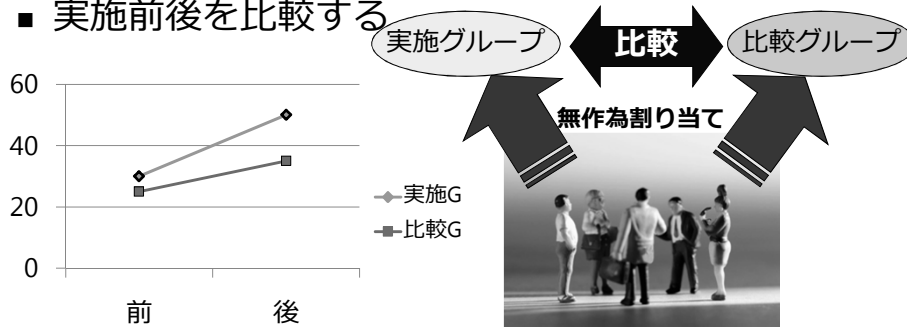 ■ 実施前後を比較する
実施グループ
比較
比較グループ
無作為割り当て
60
40
20
0
前
後
実施G
比較G